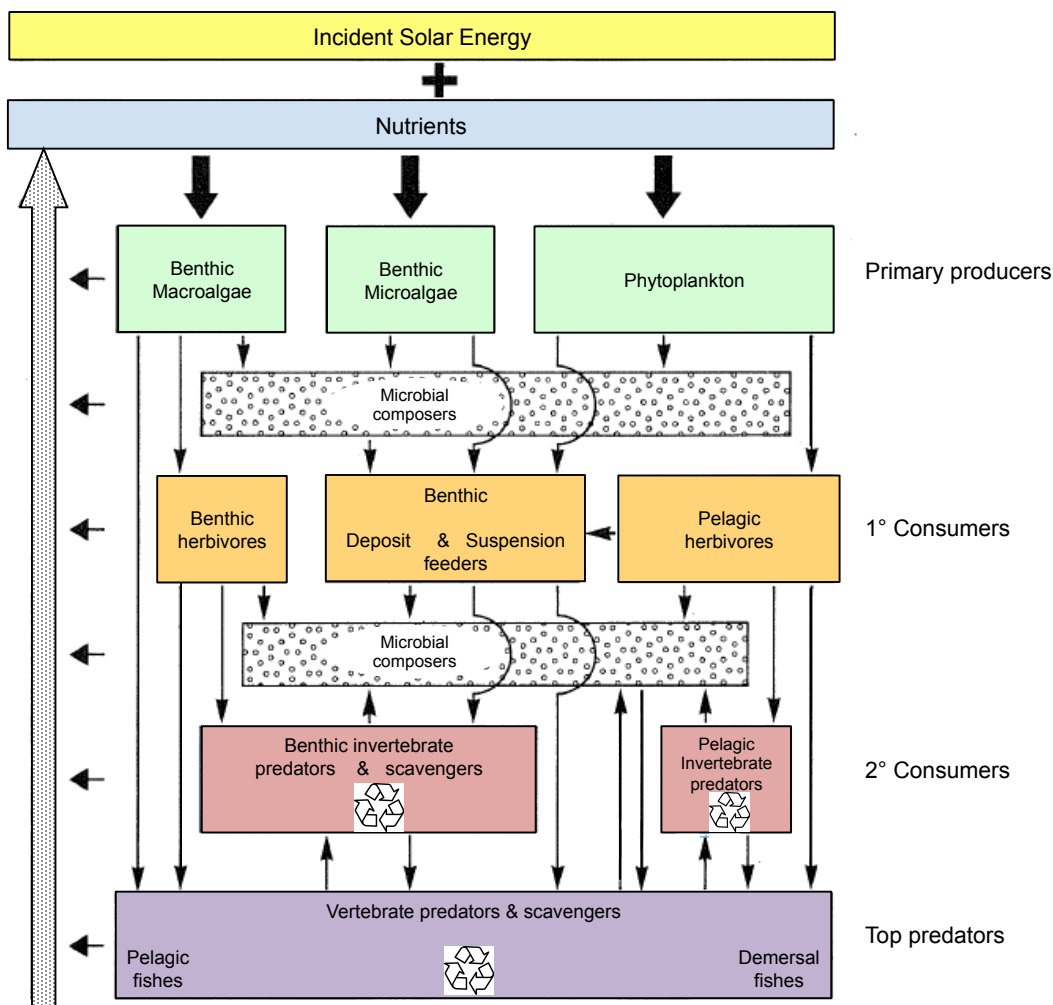 Incident Solar Energy
Nutrients
Benthic
Macroalgae
Benthic
Microalgae
Phytoplankton
Primary producers
Microbial
composers
Benthic
herbivores
Benthic
Deposit & Suspension
feeders
Pelagic
herbivores
1° Consumers
Microbial
composers
Benthic invertebrate
predators & scavengers
Pelagic
Invertebrate
predators
2° Consumers
Vertebrate predators & scavengers
Pelagic
fishes
Demersal
fishes
Top predators